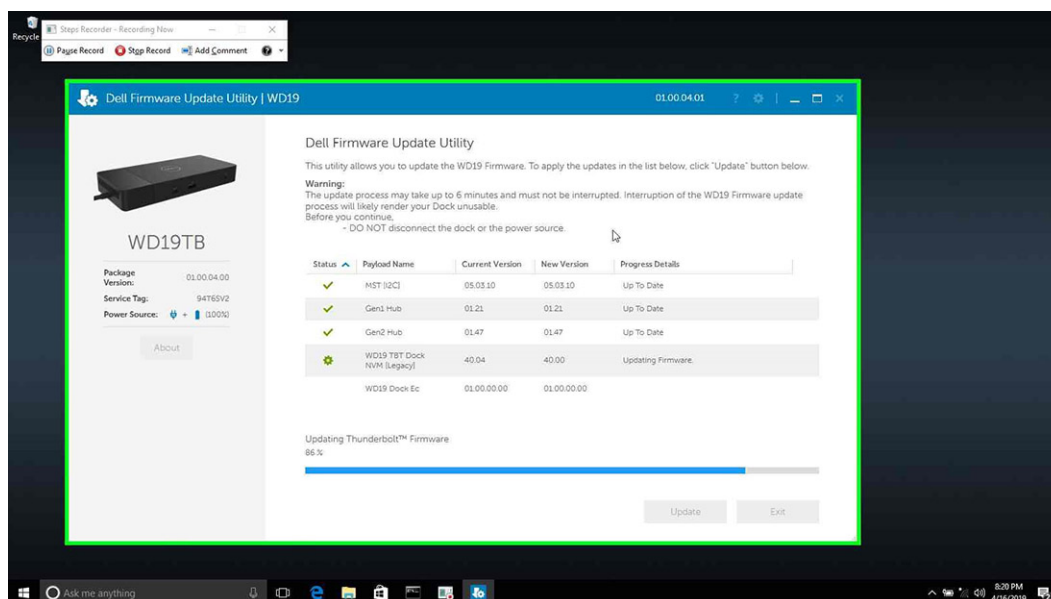 Recycle
Steps Recorder - Recording Now
Pause Record Stop Record Add Comment
Dell Firmware Update Utility | WD19 01.00.04.01
Dell Firmware Update Utility
This utility allows you to update the WD19 Firmware. To apply the updates in the list below, click "Update" button below.
Warning:
The update process may take up to 6 minutes and must not be interrupted. Interruption of the WD19 Firmware update
process will likely render your Dock unusable.
Before you continue,
- DO NOT disconnect the dock or the power source.
WD19TB
Package Version: 01.00.04.00
Service Tag: 94T6SV2
Power Source: + (100%)
About
Status Payload Name Current Version New Version Progress Details
MST [I2C] 05.03.10 05.03.10 Up To Date
Gen1 Hub 01.21 01.21 Up To Date
Gen2 Hub 01.47 01.47 Up To Date
WD19 TBT Dock
NVM [Legacy] 40.04 40.00 Updating Firmware.
WD19 Dock Ec 01.00.00.00 01.00.00.00
Updating Thunderbolt™ Firmware
86 %
Update Exit
Ask me anything
8:20 PM
4/16/2019